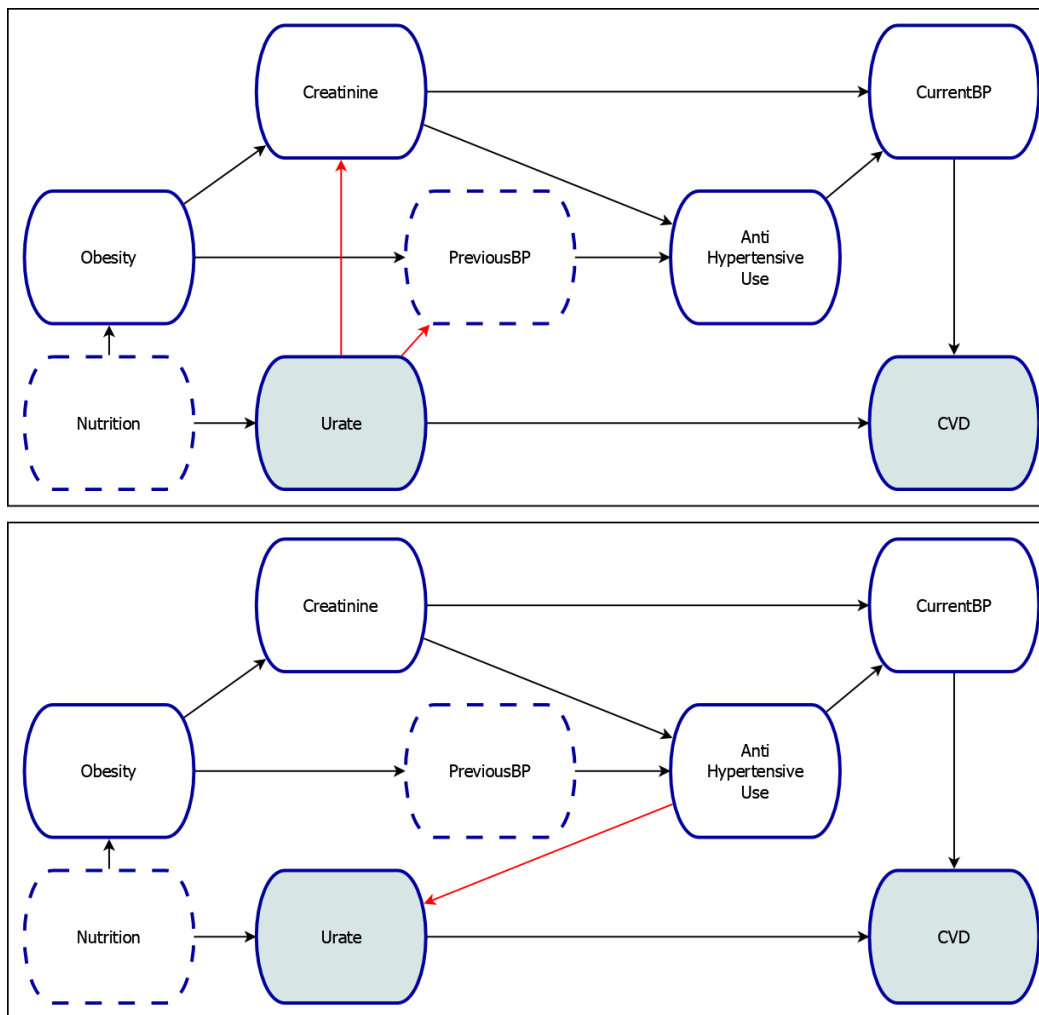 Creatinine
CurrentBP
Obesity
PreviousBP
Anti
Hypertensive
Use
Nutrition
Urate
CVD
Creatinine
CurrentBP
Obesity
PreviousBP
Anti
Hypertensive
Use
Nutrition
Urate
CVD